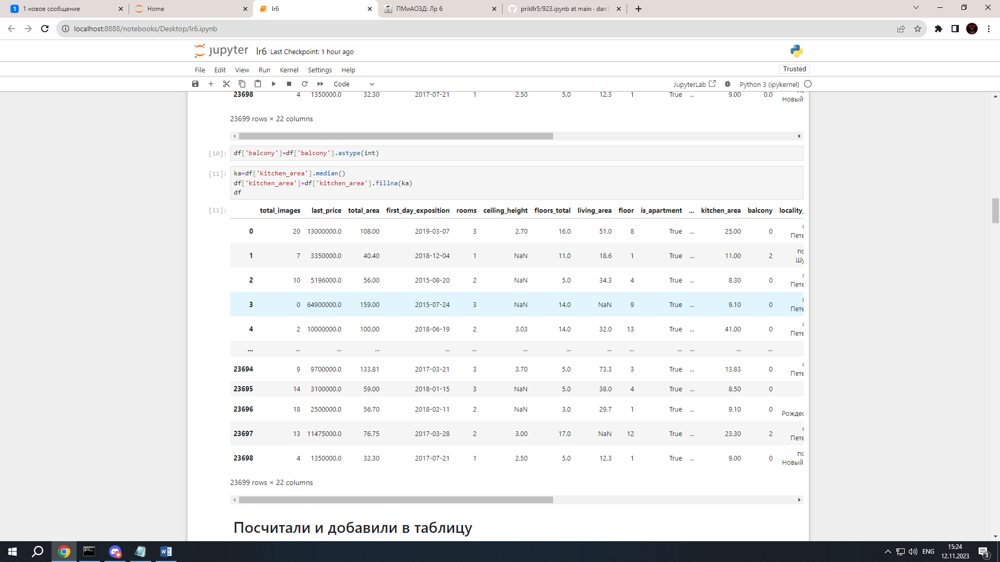 1 1 новое сообщение
Home
lr6
ПМиАОЗД: Лр 6
prikllr5/923.ipynb at main · dan1
localhost:8888/notebooks/Desktop/lr6.ipynb
jupyter lr6 Last Checkpoint: 1 hour ago
File Edit View Run Kernel Settings Help
Trusted
Code
JupyterLab
Python 3 (ipykernel)
23698 4 1350000.0 32.30 2017-07-21 1 2.50 5.0 12.3 1 True ... 9.00 0.0
Новый
23699 rows × 22 columns
[10]: df['balcony']=df['balcony'].astype(int)
[11]: ka=df['kitchen_area'].median()
df['kitchen_area']=df['kitchen_area'].fillna(ka)
df
[11]: total_images last_price total_area first_day_exposition rooms ceiling_height floors_total living_area floor is_apartment ... kitchen_area balcony locality_
0 20 13000000.0 108.00 2019-03-07 3 2.70 16.0 51.0 8 True ... 25.00 0
Пете
1 7 3350000.0 40.40 2018-12-04 1 NaN 11.0 18.6 1 True ... 11.00 2 по
Шу
2 10 5196000.0 56.00 2015-08-20 2 NaN 5.0 34.3 4 True ... 8.30 0
Пете
3 0 64900000.0 159.00 2015-07-24 3 NaN 14.0 NaN 9 True ... 9.10 0
Пете
4 2 10000000.0 100.00 2018-06-19 2 3.03 14.0 32.0 13 True ... 41.00 0
Пете
... ... ... ... ... ... ... ... ... ... ... ... ... ...
23694 9 9700000.0 133.81 2017-03-21 3 3.70 5.0 73.3 3 True ... 13.83 0
Пете
23695 14 3100000.0 59.00 2018-01-15 3 NaN 5.0 38.0 4 True ... 8.50 0
23696 18 2500000.0 56.70 2018-02-11 2 NaN 3.0 29.7 1 True ... 9.10 0
Рождес
23697 13 11475000.0 76.75 2017-03-28 2 3.00 17.0 NaN 12 True ... 23.30 2
Пете
23698 4 1350000.0 32.30 2017-07-21 1 2.50 5.0 12.3 1 True ... 9.00 0 по
Новый
23699 rows × 22 columns
Посчитали и добавили в таблицу
ENG
15:24
12.11.2023
3